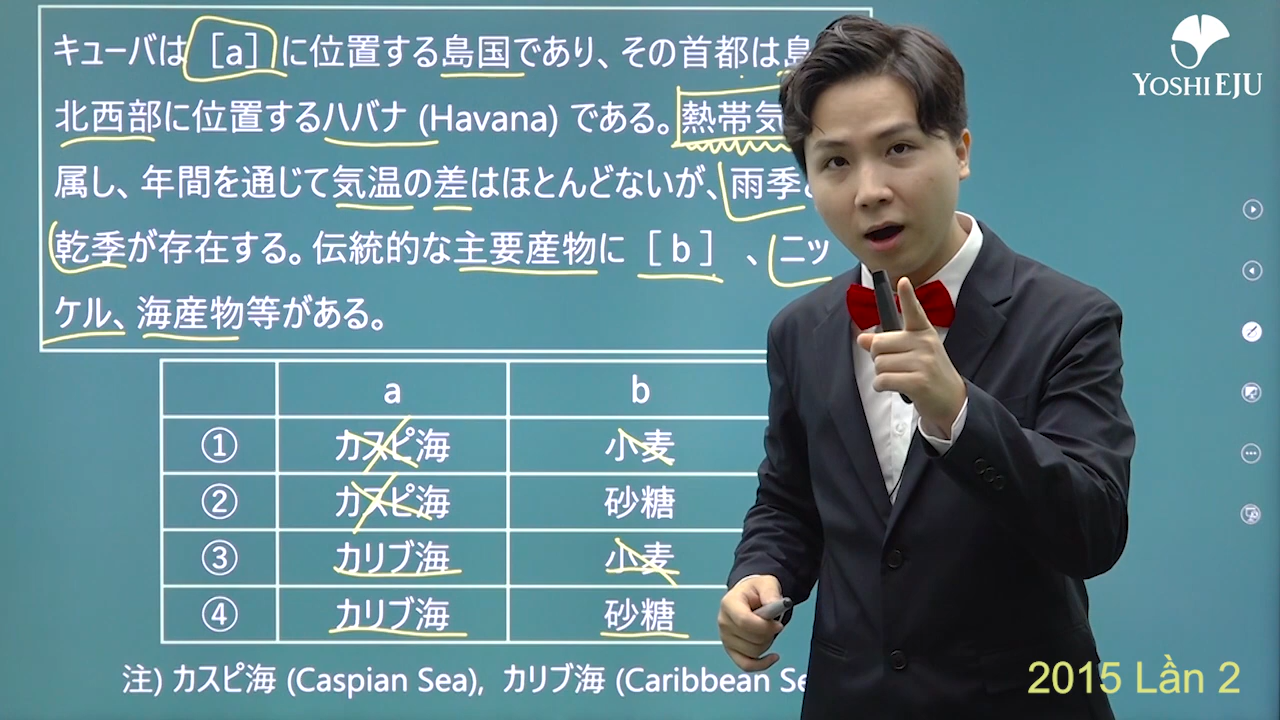 キューバは［a］に位置する島国であり、その首都は島
北西部に位置するハバナ (Havana) である。熱帯気
属し、年間を通じて気温の差はほとんどないが、雨季
乾季が存在する。伝統的な主要産物に［b］、ニッ
ケル、海産物等がある。
a b
① カスピ海 小麦
② カスピ海 砂糖
③ カリブ海 小麦
④ カリブ海 砂糖
注) カスピ海 (Caspian Sea), カリブ海 (Caribbean Se
YOSHI EJU
2015 Lần 2